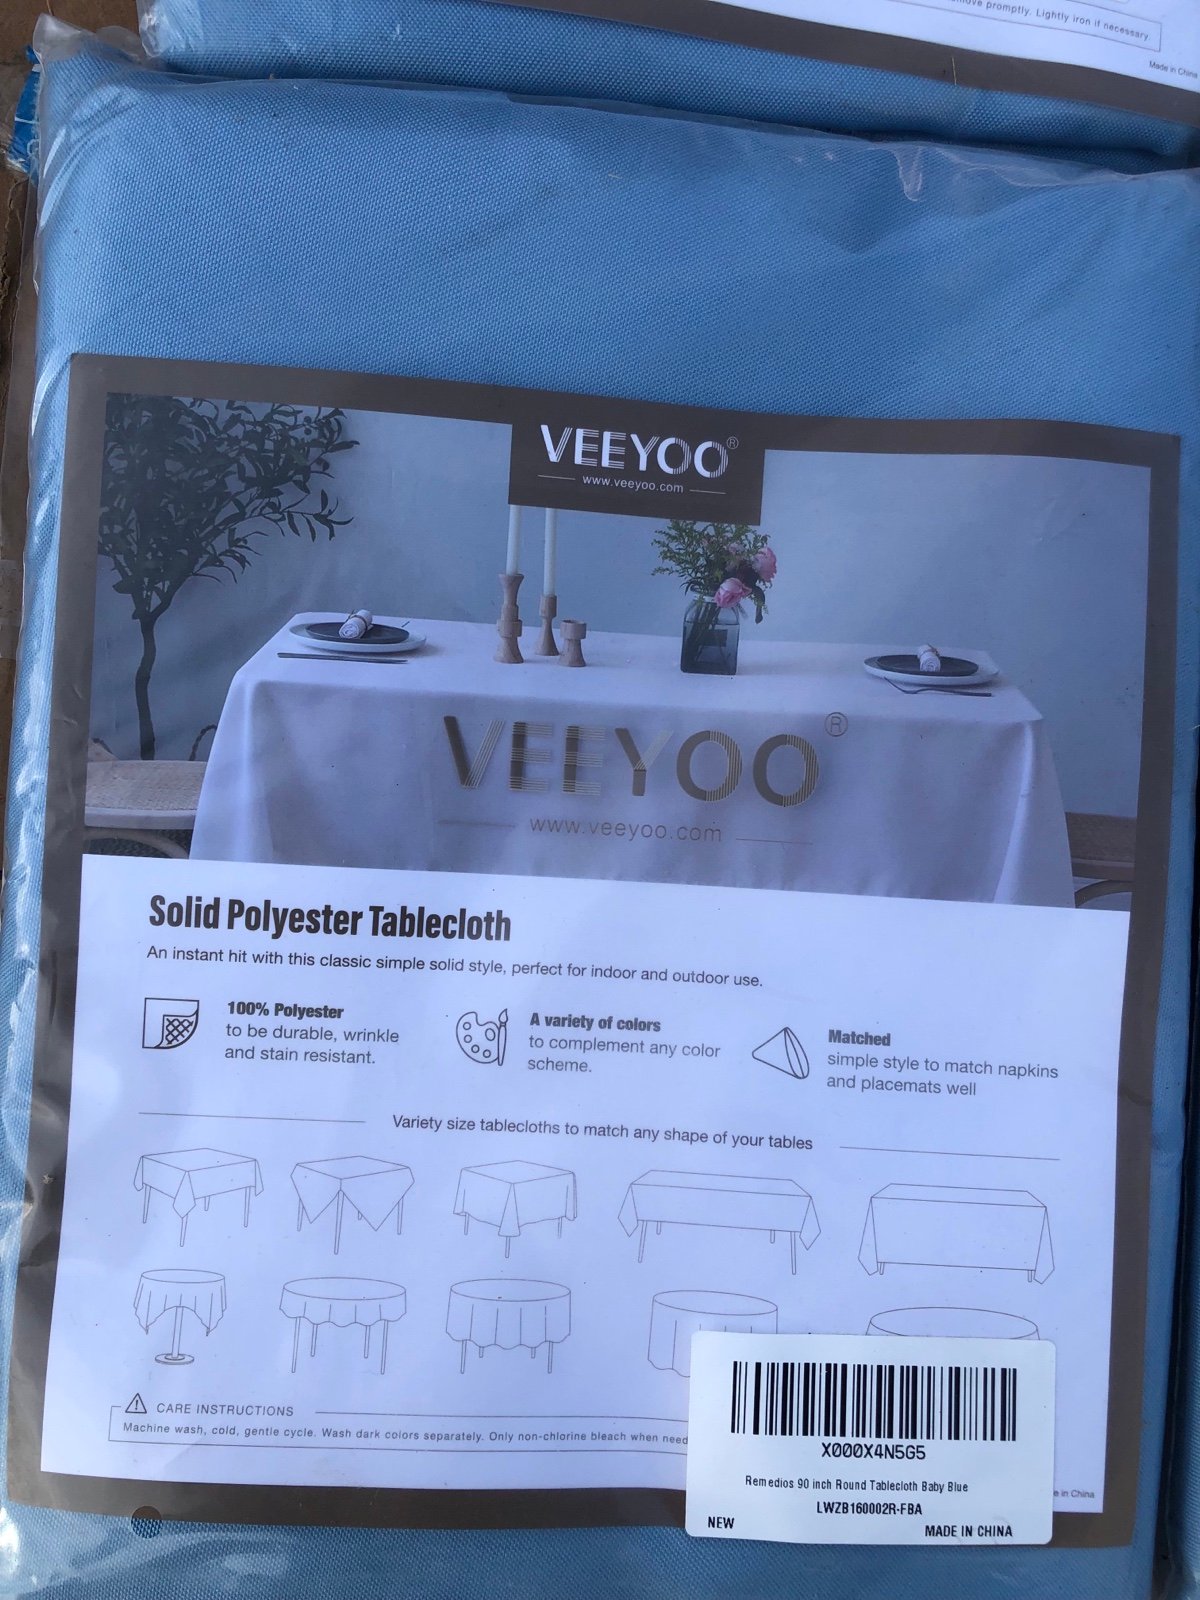 move promptly. Lightly iron if necessary
Made in China
VEEYOO®
www.veeyoo.com
VEEYOO®
www.veeyoo.com
Solid Polyester Tablecloth
An instant hit with this classic simple solid style, perfect for indoor and outdoor use.
100% Polyester
to be durable, wrinkle
and stain resistant.
A variety of colors
to complement any color
scheme.
Matched
simple style to match napkins
and placemats well
Variety size tablecloths to match any shape of your tables
CARE INSTRUCTIONS
Machine wash, cold, gentle cycle. Wash dark colors separately. Only non-chlorine bleach when need
e in China
X000X4N5G5
Remedios 90 inch Round Tablecloth Baby Blue
LWZB160002R-FBA
NEW
MADE IN CHINA